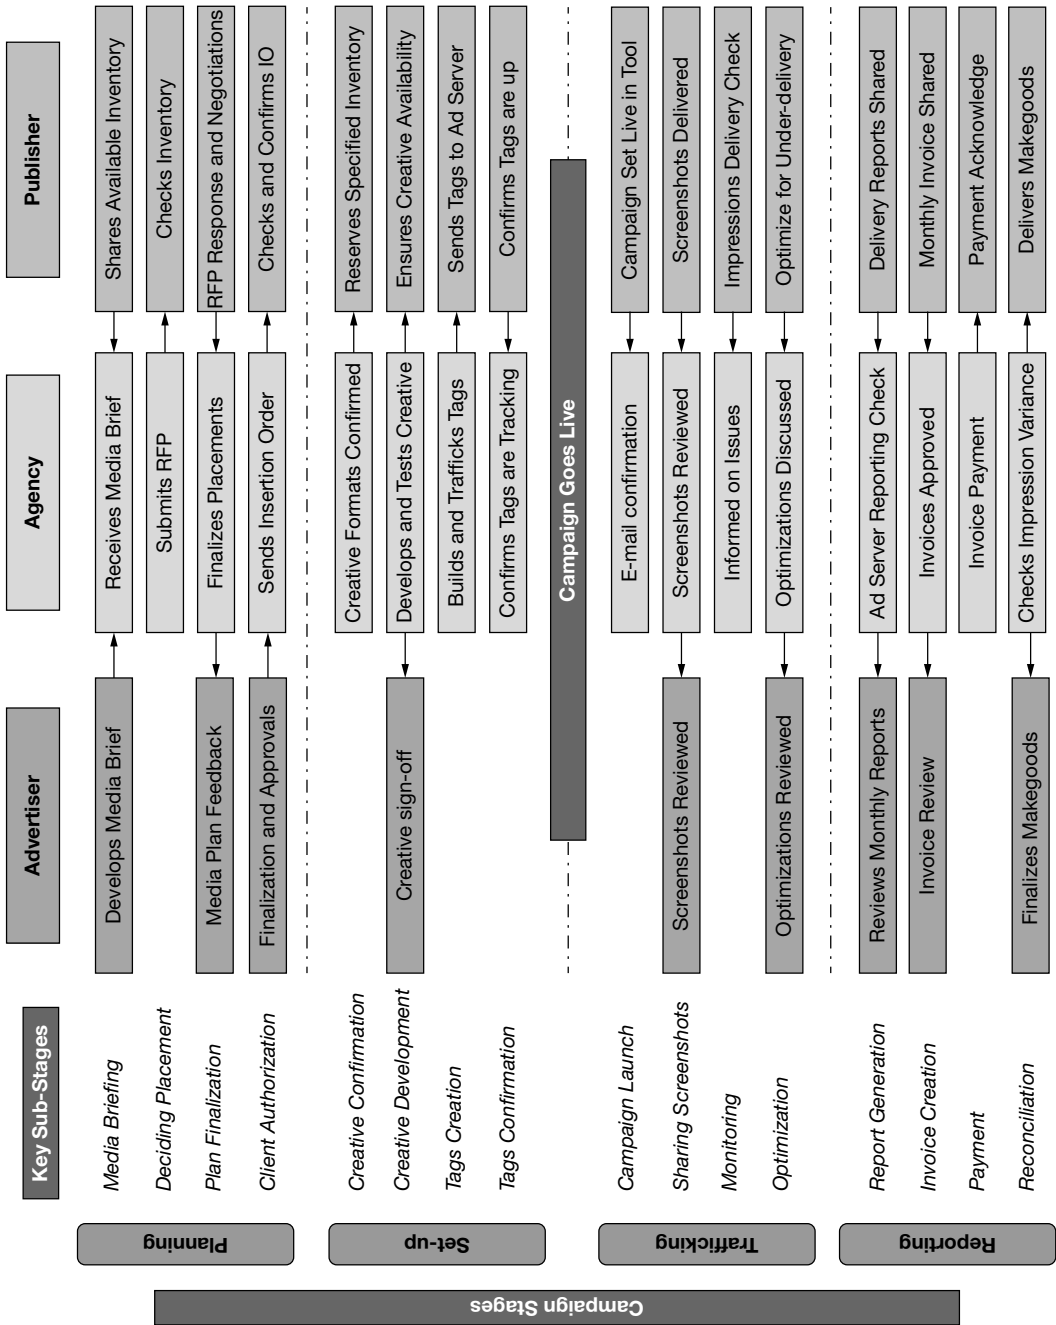 Key Sub-Stages
Advertiser
Agency
Publisher
Campaign Stages
Planning
Media Briefing
Develops Media Brief
Receives Media Brief
Shares Available Inventory
Deciding Placement
Submits RFP
Checks Inventory
Plan Finalization
Media Plan Feedback
Finalizes Placements
RFP Response and Negotiations
Client Authorization
Finalization and Approvals
Sends Insertion Order
Checks and Confirms IO
Set-up
Creative Confirmation
Creative Formats Confirmed
Reserves Specified Inventory
Creative Development
Creative sign-off
Develops and Tests Creative
Ensures Creative Availability
Tags Creation
Builds and Trafficks Tags
Sends Tags to Ad Server
Tags Confirmation
Confirms Tags are Tracking
Confirms Tags are up
Campaign Goes Live
Trafficking
Campaign Launch
E-mail confirmation
Campaign Set Live in Tool
Sharing Screenshots
Screenshots Reviewed
Screenshots Reviewed
Screenshots Delivered
Monitoring
Informed on Issues
Impressions Delivery Check
Optimization
Optimizations Reviewed
Optimizations Discussed
Optimize for Under-delivery
Reporting
Report Generation
Reviews Monthly Reports
Ad Server Reporting Check
Delivery Reports Shared
Invoice Creation
Invoice Review
Invoices Approved
Monthly Invoice Shared
Payment
Invoice Payment
Payment Acknowledge
Reconciliation
Finalizes Makegoods
Checks Impression Variance
Delivers Makegoods